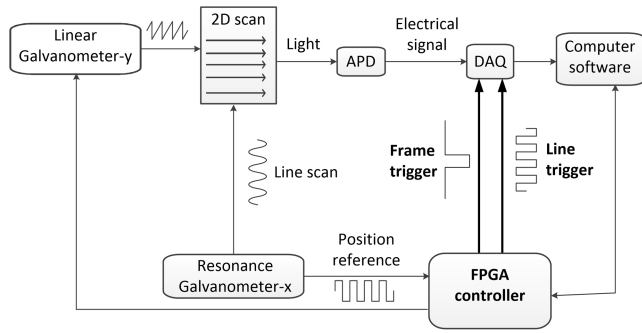 2D scan
Linear
Galvanometer-y
Light
APD
Electrical
signal
DAQ
Computer
software
Frame
trigger
Line
trigger
Line scan
Position
reference
Resonance
Galvanometer-x
FPGA
controller